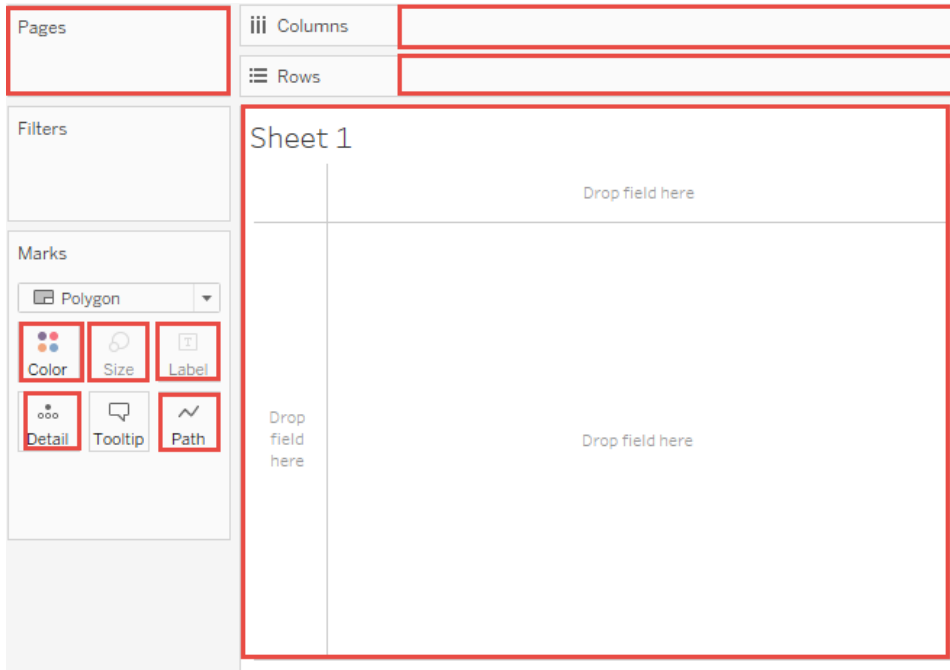 Pages
Columns
Rows
Filters
Sheet 1
Drop field here
Marks
Polygon
Color Size Label
T
Detail Tooltip Path
Drop
field
here
Drop field here